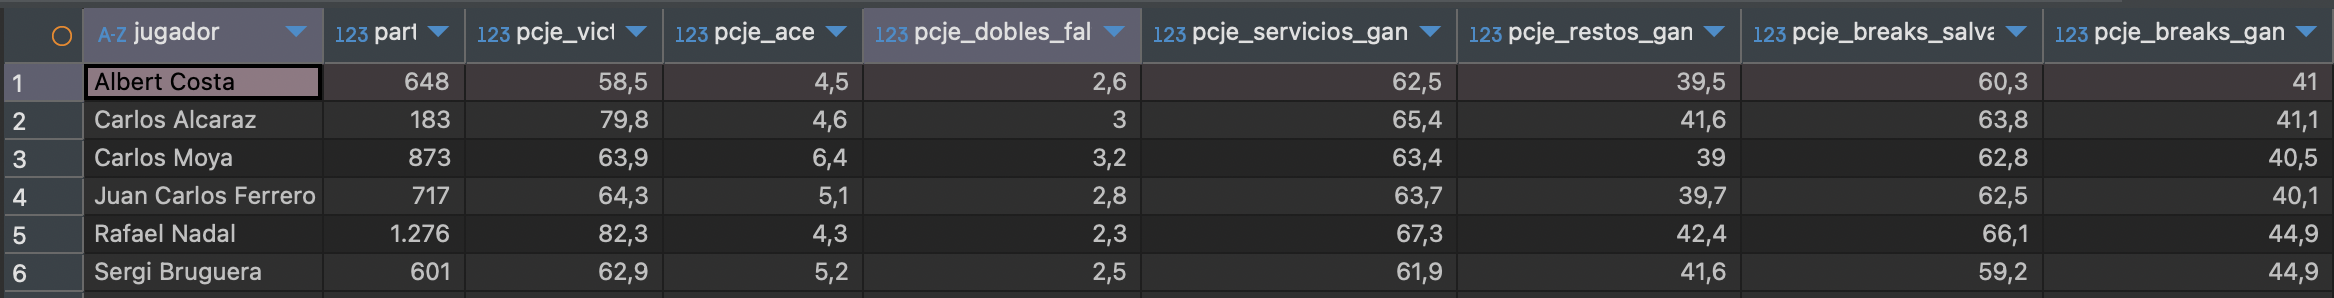 A-Z jugador 123 part 123 pcje_vict 123 pcje_ace 123 pcje_dobles_fal 123 pcje_servicios_gan 123 pcje_restos_gan 123 pcje_breaks_salva 123 pcje_breaks_gan
1 Albert Costa 648 58,5 4,5 2,6 62,5 39,5 60,3 41
2 Carlos Alcaraz 183 79,8 4,6 3 65,4 41,6 63,8 41,1
3 Carlos Moya 873 63,9 6,4 3,2 63,4 39 62,8 40,5
4 Juan Carlos Ferrero 717 64,3 5,1 2,8 63,7 39,7 62,5 40,1
5 Rafael Nadal 1.276 82,3 4,3 2,3 67,3 42,4 66,1 44,9
6 Sergi Bruguera 601 62,9 5,2 2,5 61,9 41,6 59,2 44,9